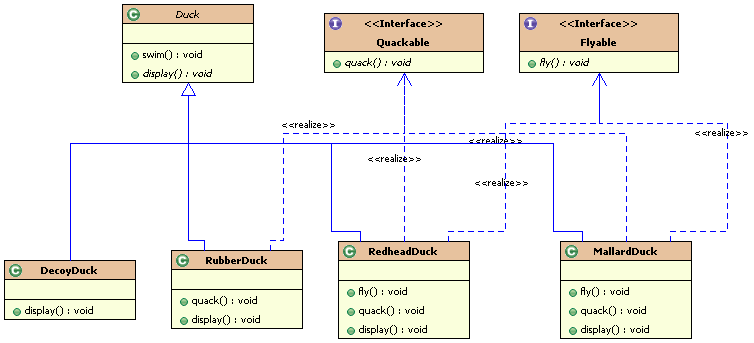 C Duck
swim() : void
display() : void
I <<Interface>>
Quackable
quack() : void
I <<Interface>>
Flyable
fly() : void
<<realize>>
<<realize>>
<<realize>>
<<realize>>
<<realize>>
C DecoyDuck
display() : void
C RubberDuck
quack() : void
display() : void
C RedheadDuck
fly() : void
quack() : void
display() : void
C MallardDuck
fly() : void
quack() : void
display() : void